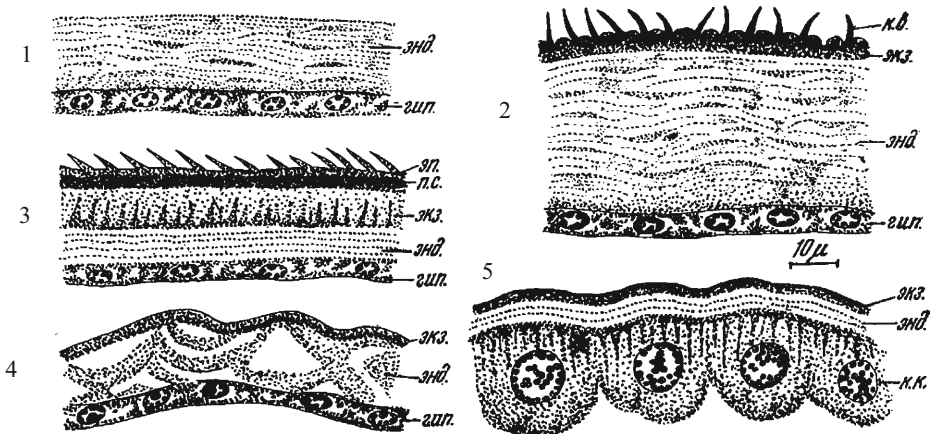 1
энд.
гип.
2
к.в.
экз.
энд.
гип.
10μ
3
эп.
п.с.
экз.
энд.
гип.
4
экз.
энд.
гип.
5
экз.
энд.
к.к.